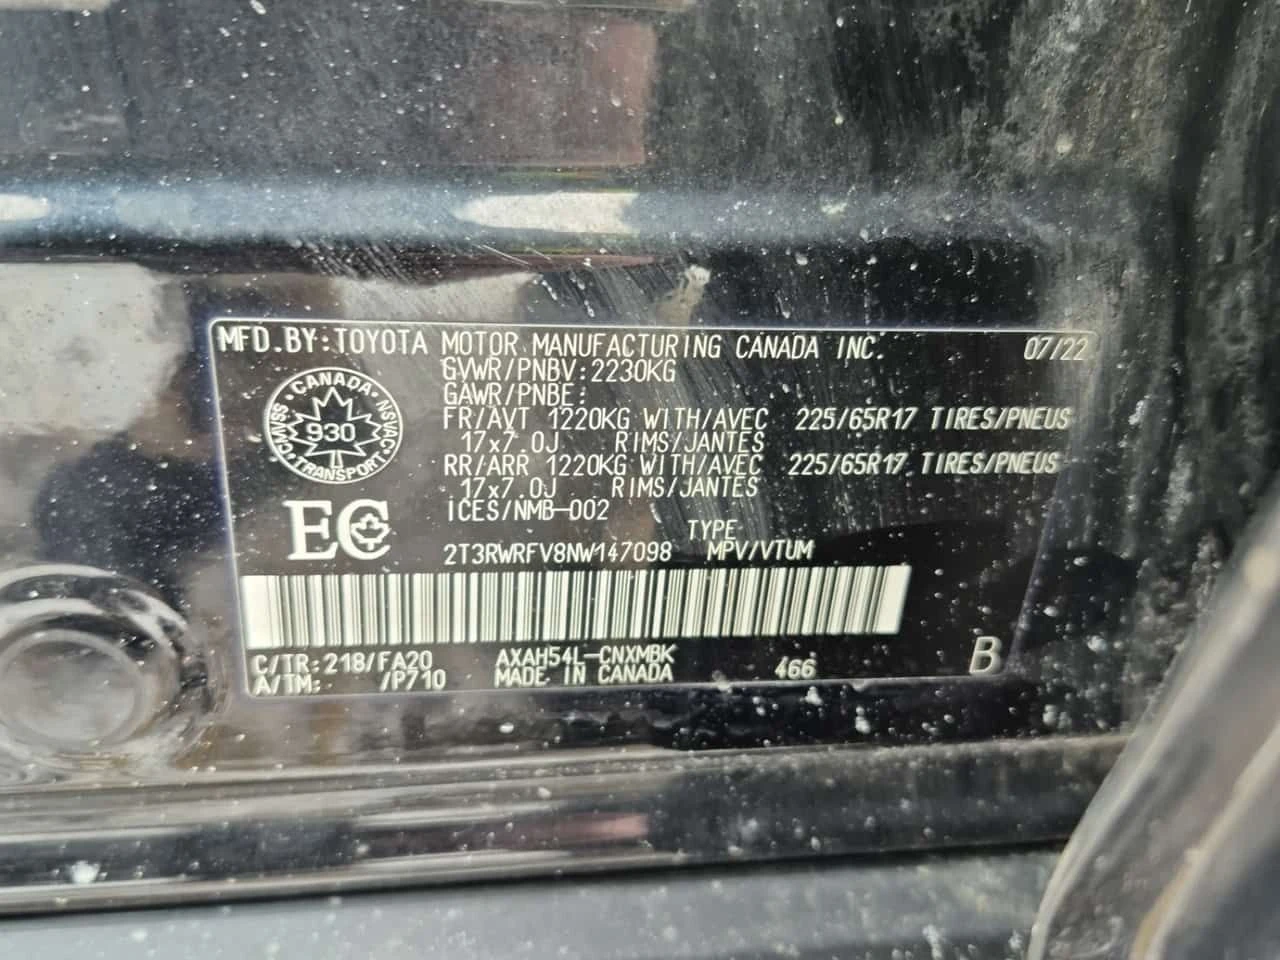 MFD.BY:TOYOTA MOTOR MANUFACTURING CANADA INC. 07/22
GVWR/PNBV:2230KG
GAWR/PNBE:
FR/AVT 1220KG WITH/AVEC 225/65R17 TIRES/PNEUS
17x7.0J RIMS/JANTES
RR/ARR 1220KG WITH/AVEC 225/65R17 TIRES/PNEUS
17x7.0J RIMS/JANTES
ICES/NMB-002
CANADA · NSVAC · TRANSPORT · CMVSS
930
EC
TYPE
2T3RWRFV8NW147098 MPV/VTUM
C/TR:218/FA20 AXAH54L-CNXMBK 466 B
A/TM: /P710 MADE IN CANADA